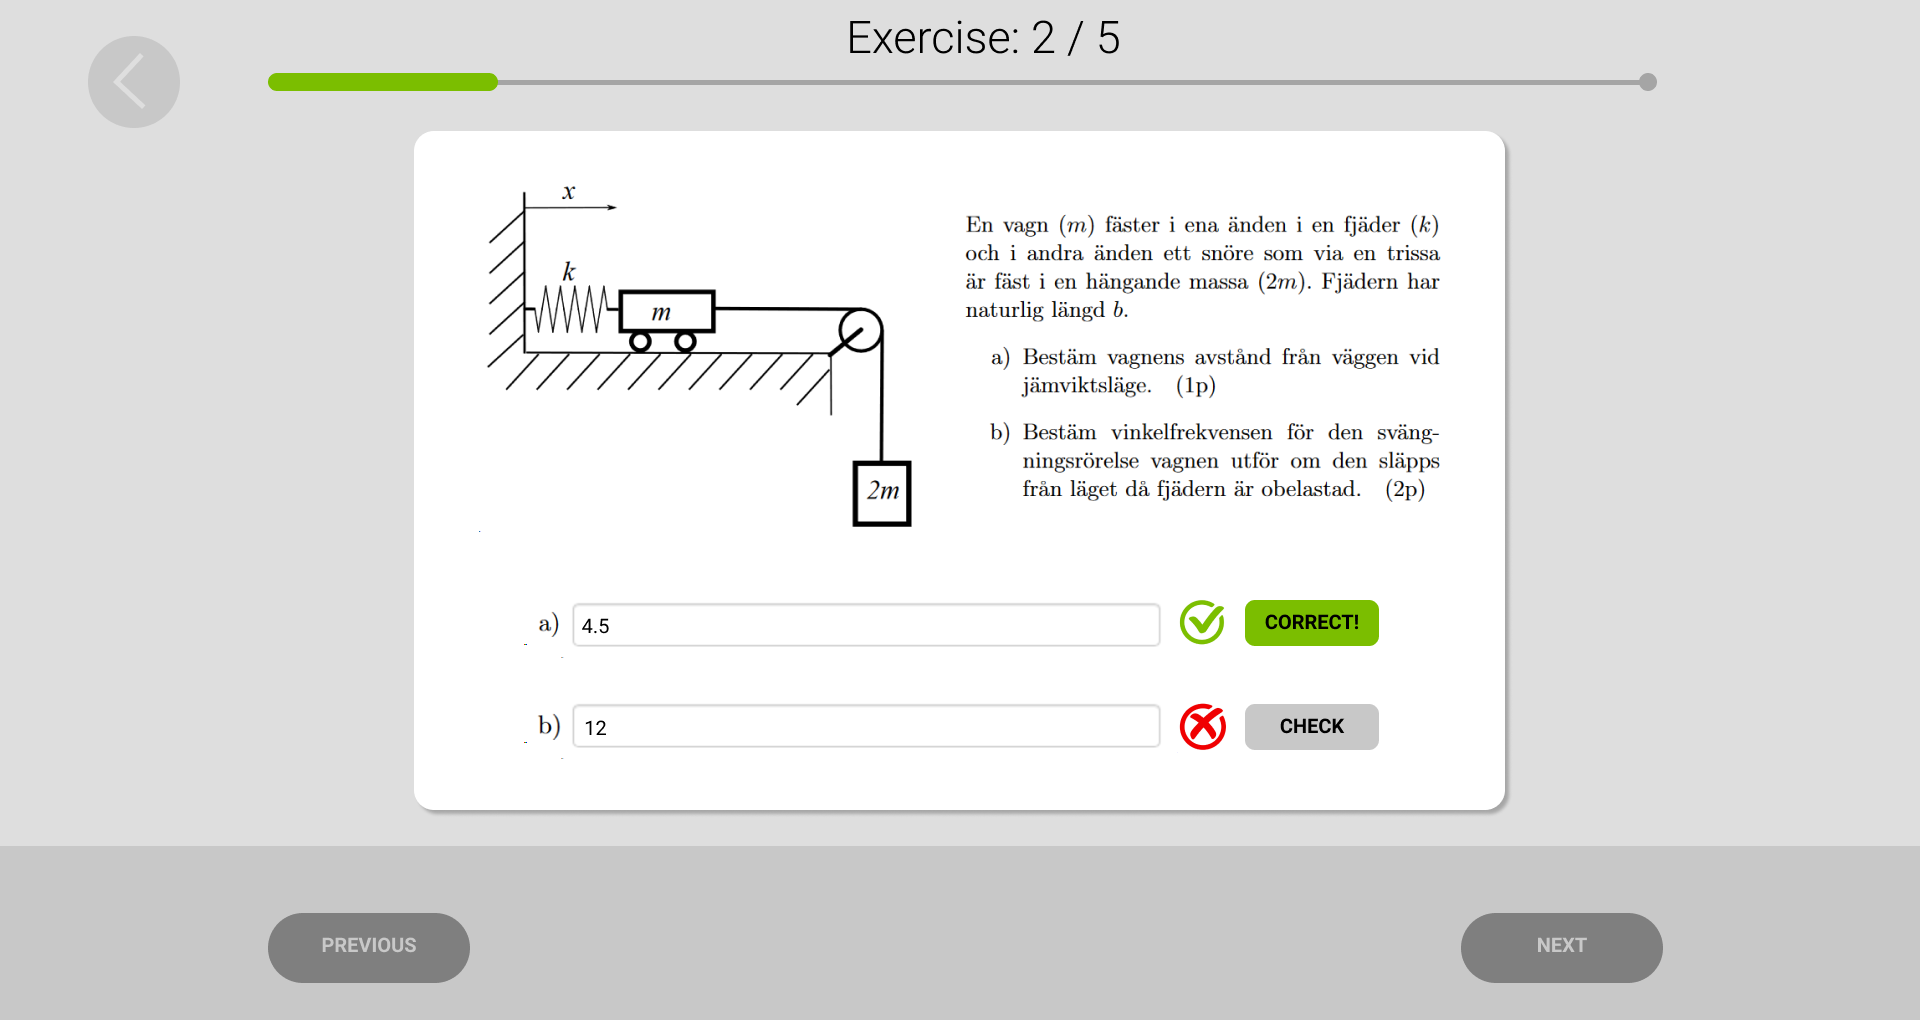 Exercise: 2 / 5
x
k
m
2m
En vagn (m) fäster i ena änden i en fjäder (k)
och i andra änden ett snöre som via en trissa
är fäst i en hängande massa (2m). Fjädern har
naturlig längd b.
a) Bestäm vagnens avstånd från väggen vid
jämviktsläge. (1p)
b) Bestäm vinkelfrekvensen för den sväng-
ningsrörelse vagnen utför om den släpps
från läget då fjädern är obelastad. (2p)
a) 4.5 CORRECT!
b) 12 CHECK
PREVIOUS NEXT